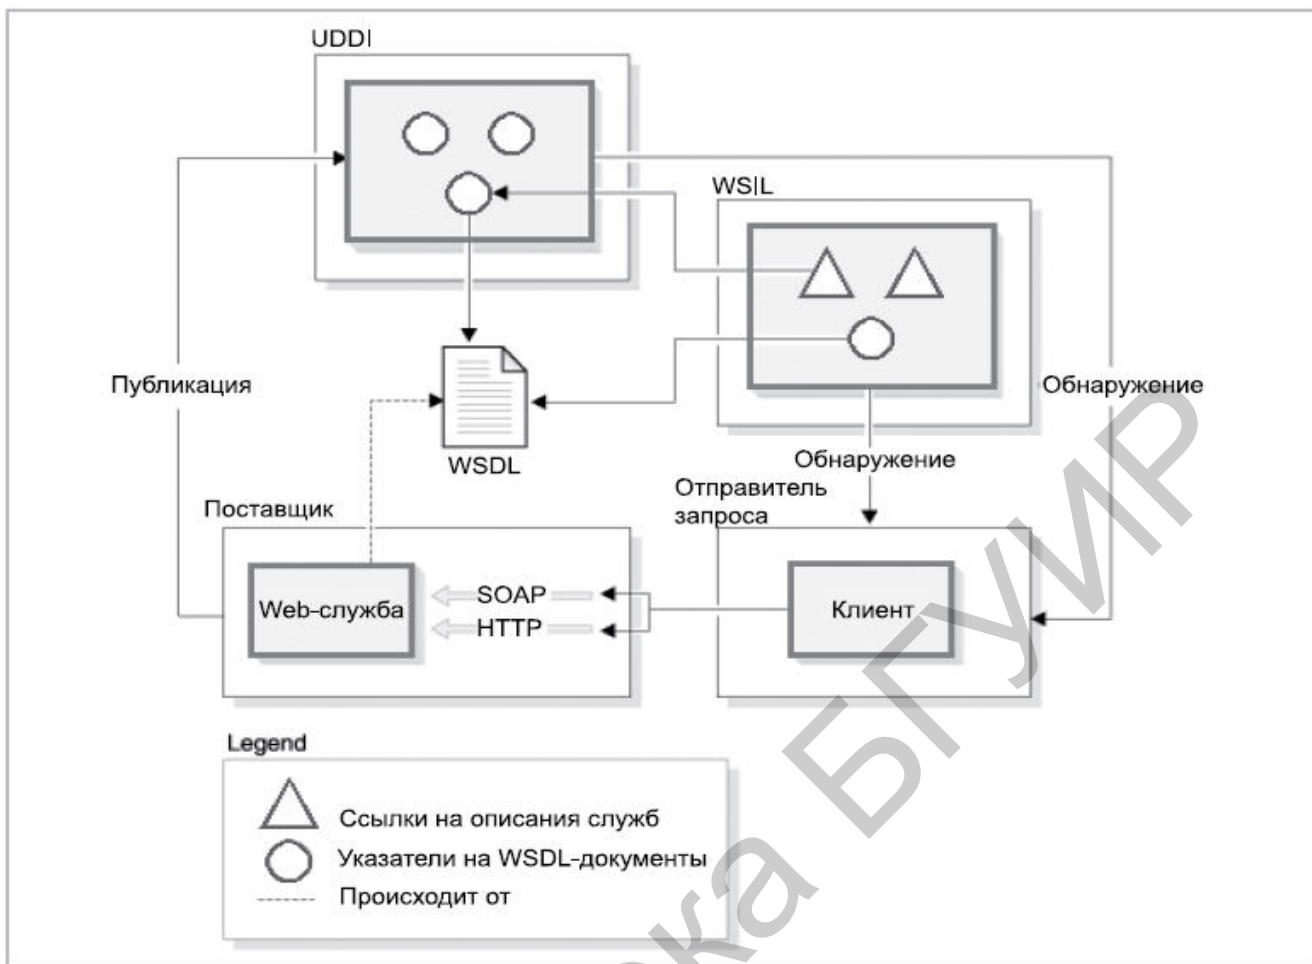 UDDI
WSIL
Публикация
Обнаружение
WSDL
Обнаружение
Поставщик
Отправитель
запроса
Web-служба
SOAP
HTTP
Клиент
Legend
Ссылки на описания служб
Указатели на WSDL-документы
Происходит от
БГУИР